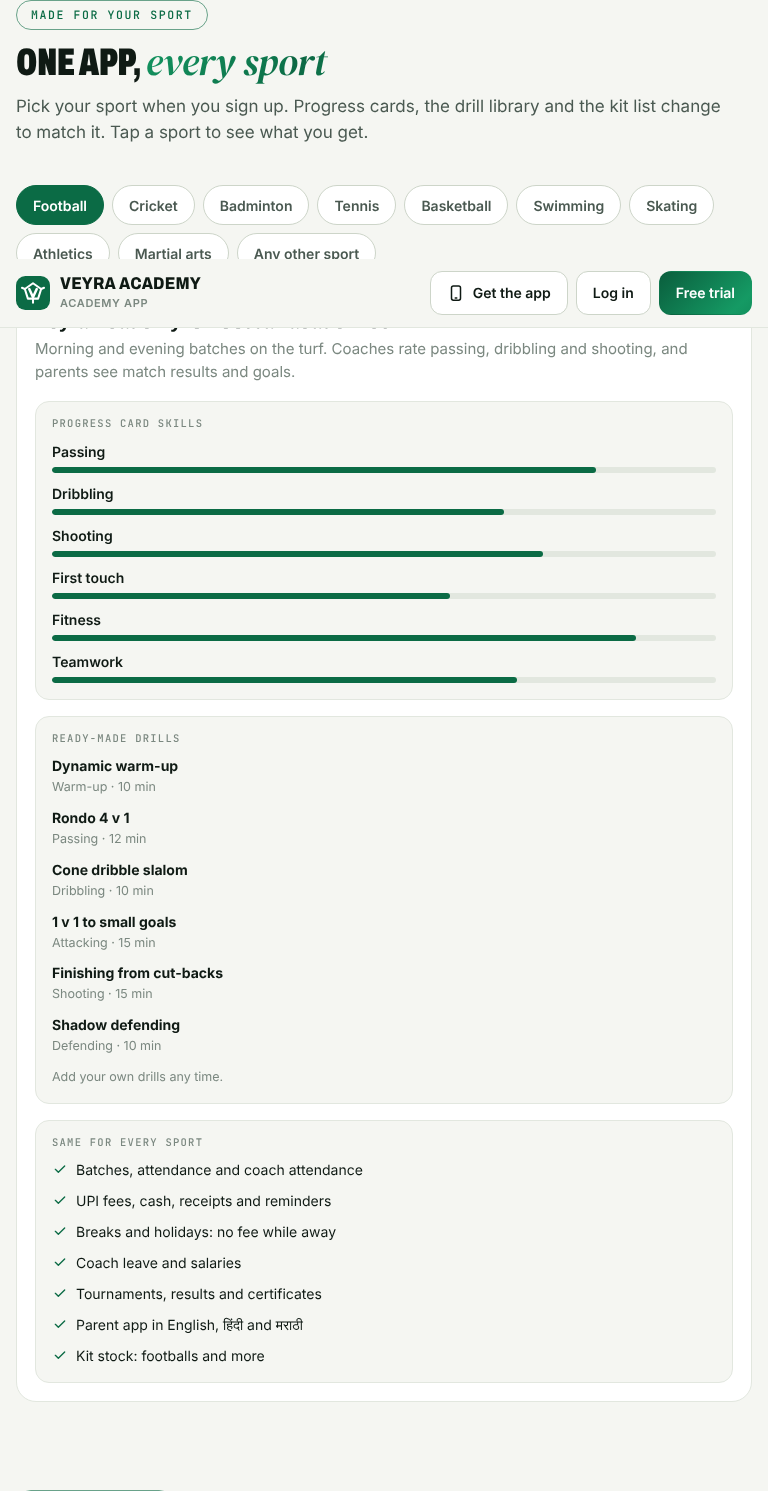 MADE FOR YOUR SPORT
ONE APP, every sport
Pick your sport when you sign up. Progress cards, the drill library and the kit list change
to match it. Tap a sport to see what you get.
Football
Cricket
Badminton
Tennis
Basketball
Swimming
Skating
Athletics
Martial arts
Any other sport
VEYRA ACADEMY
ACADEMY APP
Get the app
Log in
Free trial
Morning and evening batches on the turf. Coaches rate passing, dribbling and shooting, and
parents see match results and goals.
PROGRESS CARD SKILLS
Passing
Dribbling
Shooting
First touch
Fitness
Teamwork
READY-MADE DRILLS
Dynamic warm-up
Warm-up · 10 min
Rondo 4 v 1
Passing · 12 min
Cone dribble slalom
Dribbling · 10 min
1 v 1 to small goals
Attacking · 15 min
Finishing from cut-backs
Shooting · 15 min
Shadow defending
Defending · 10 min
Add your own drills any time.
SAME FOR EVERY SPORT
Batches, attendance and coach attendance
UPI fees, cash, receipts and reminders
Breaks and holidays: no fee while away
Coach leave and salaries
Tournaments, results and certificates
Parent app in English, हिंदी and मराठी
Kit stock: footballs and more